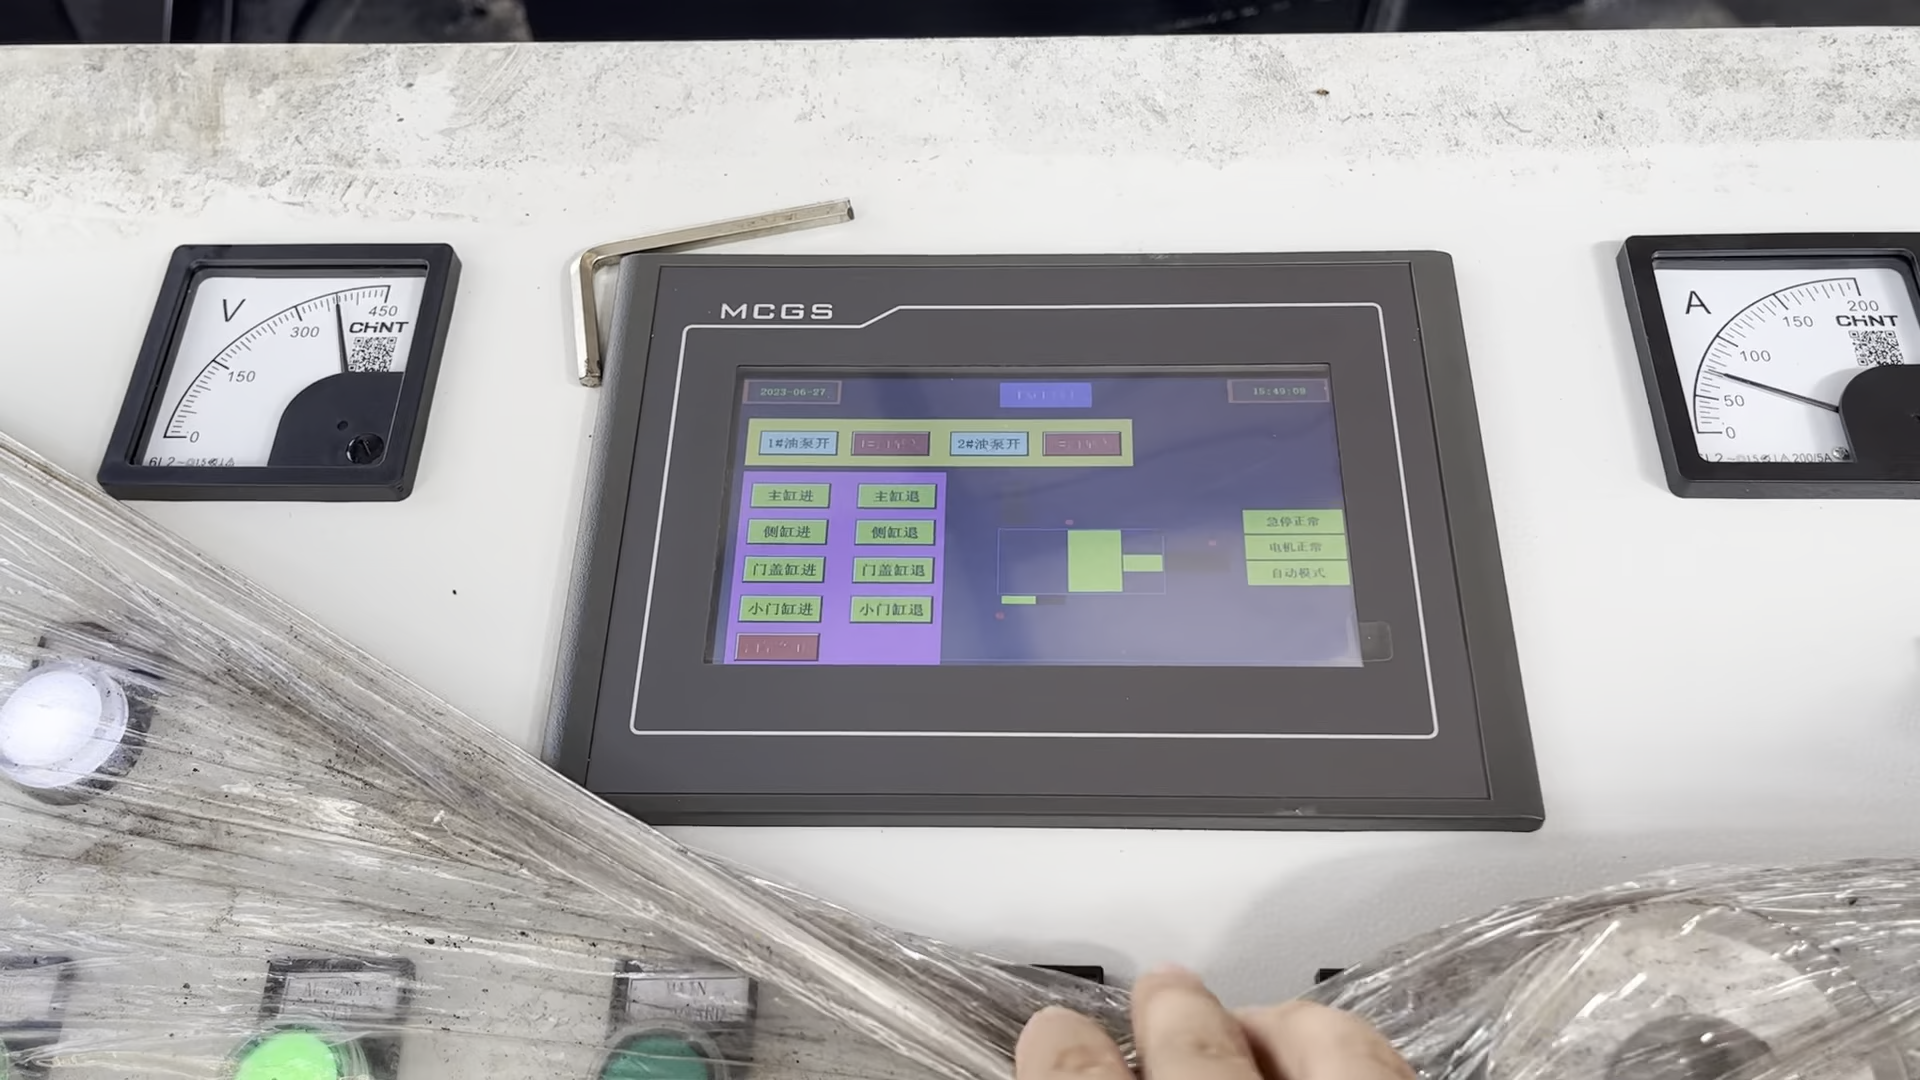 V
450
300
CHNT
150
0
MCGS
2023-06-27
15:49:09
1#油泵开
2#油泵开
主缸进
主缸退
侧缸进
侧缸退
门盖缸进
门盖缸退
小门缸进
小门缸退
急停正常
电机正常
自动模式
A
200
150
CHNT
100
50
0
200/5A
MAIN